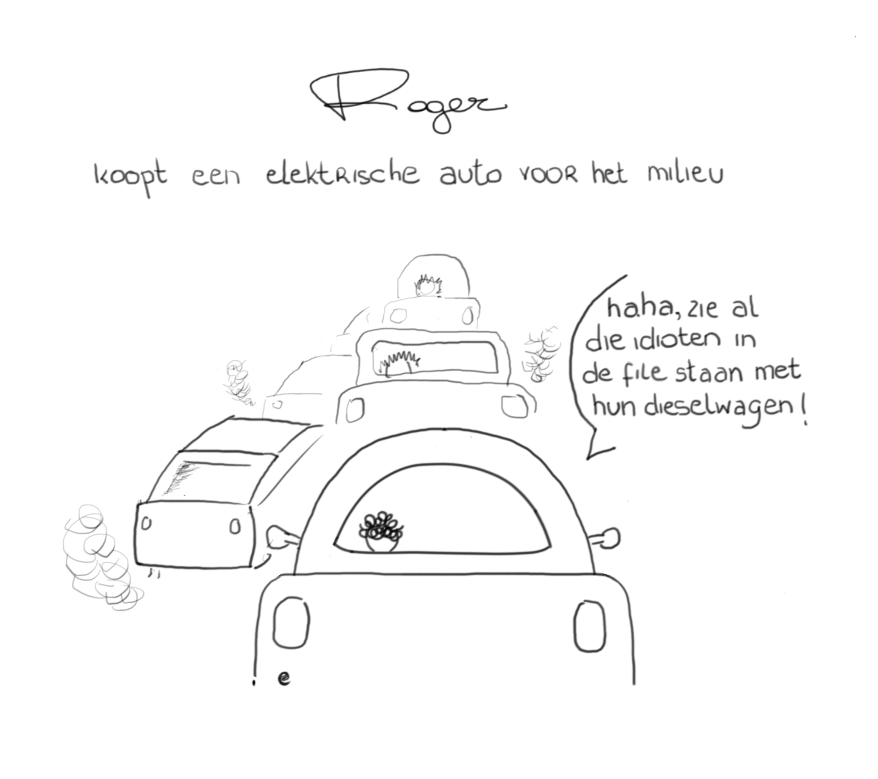 Roger
koopt een elektrische auto voor het milieu
haha, zie al
die idioten in
de file staan met
hun dieselwagen!
e